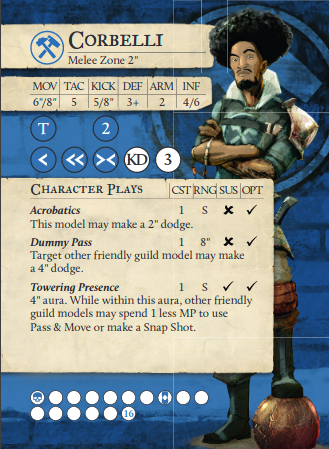 CORBELLI
Melee Zone 2"
MOV TAC KICK DEF ARM INF
6"/8" 5 5/8" 3+ 2 4/6
T 2
< << >< KD 3
CHARACTER PLAYS CST RNG SUS OPT
Acrobatics 1 S ✘ ✓
This model may make a 2" dodge.
Dummy Pass 1 8" ✘ ✓
Target other friendly guild model may make
a 4" dodge.
Towering Presence 1 S ✓ ✓
4" aura. While within this aura, other friendly
guild models may spend 1 less MP to use
Pass & Move or make a Snap Shot.
16